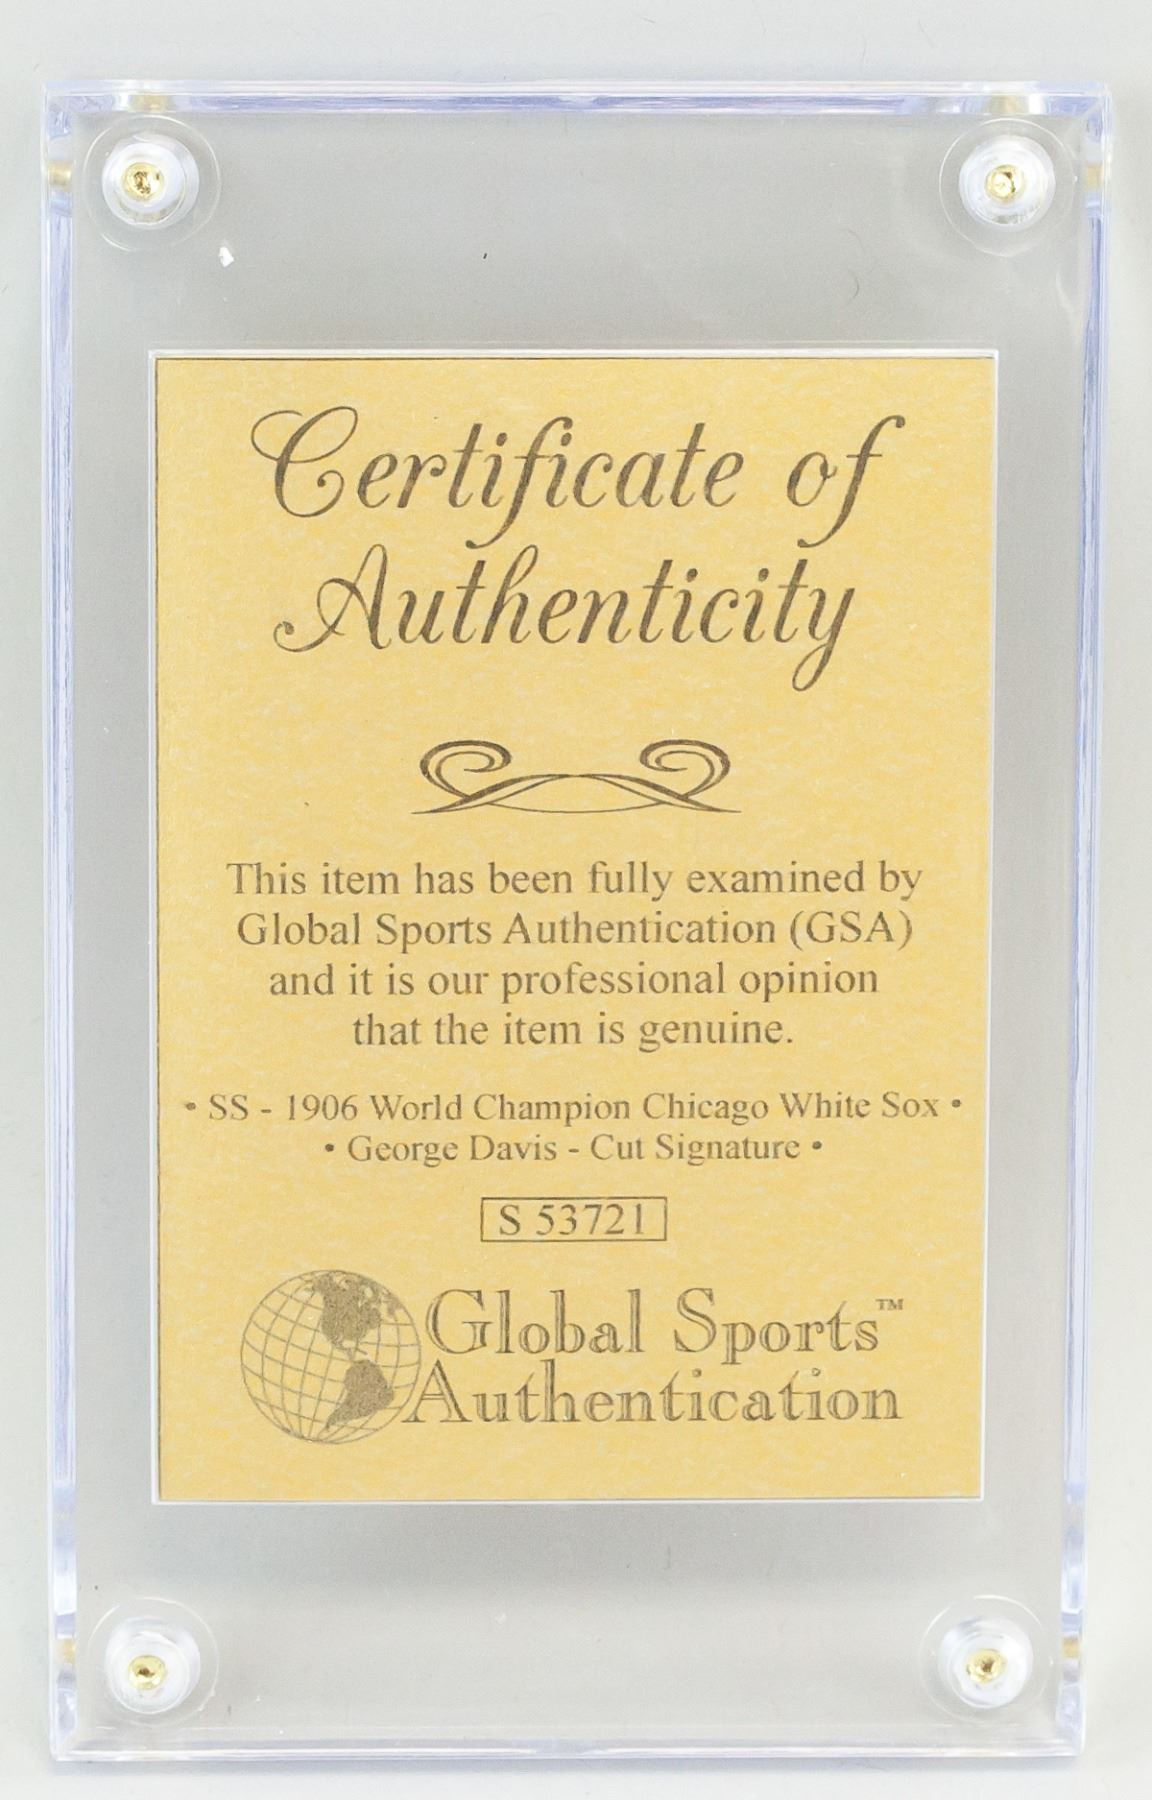 Certificate of
Authenticity
This item has been fully examined by
Global Sports Authentication (GSA)
and it is our professional opinion
that the item is genuine.
• SS - 1906 World Champion Chicago White Sox •
• George Davis - Cut Signature •
S 53721
Global Sports™
Authentication